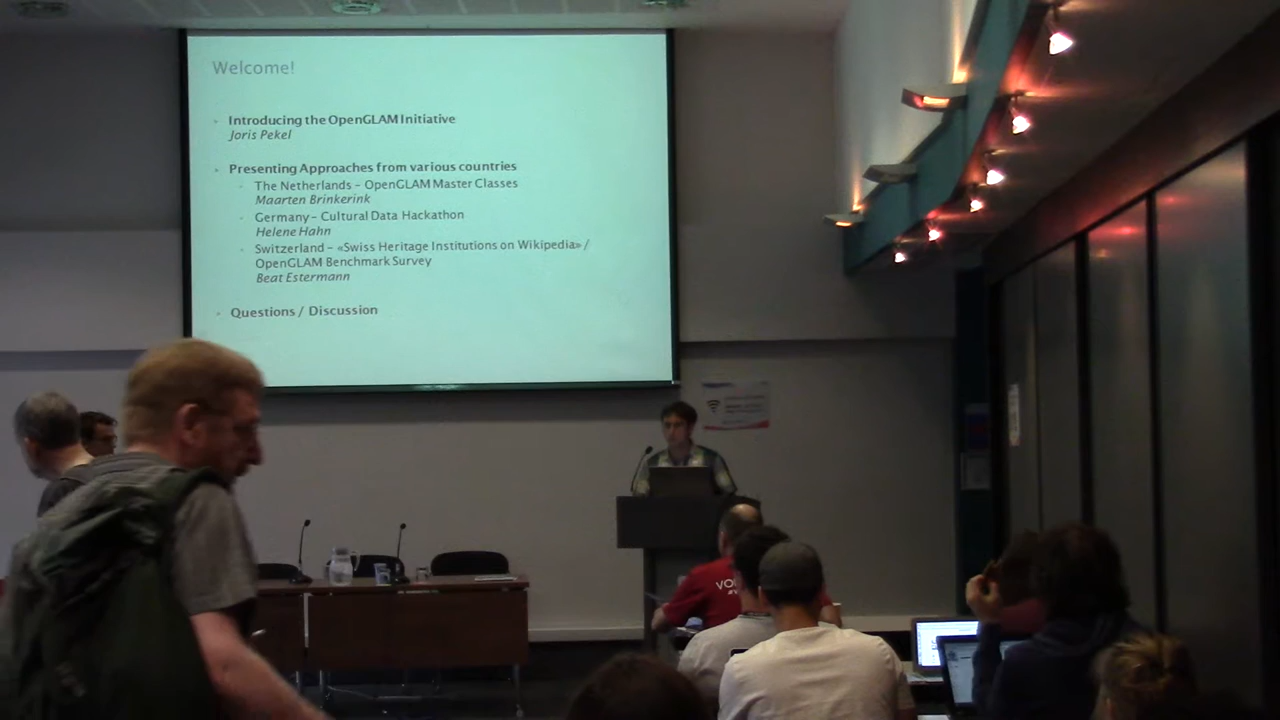 Welcome!
Introducing the OpenGLAM Initiative
Joris Pekel
Presenting Approaches from various countries
The Netherlands – OpenGLAM Master Classes
Maarten Brinkerink
Germany – Cultural Data Hackathon
Helene Hahn
Switzerland – «Swiss Heritage Institutions on Wikipedia» /
OpenGLAM Benchmark Survey
Beat Estermann
Questions / Discussion